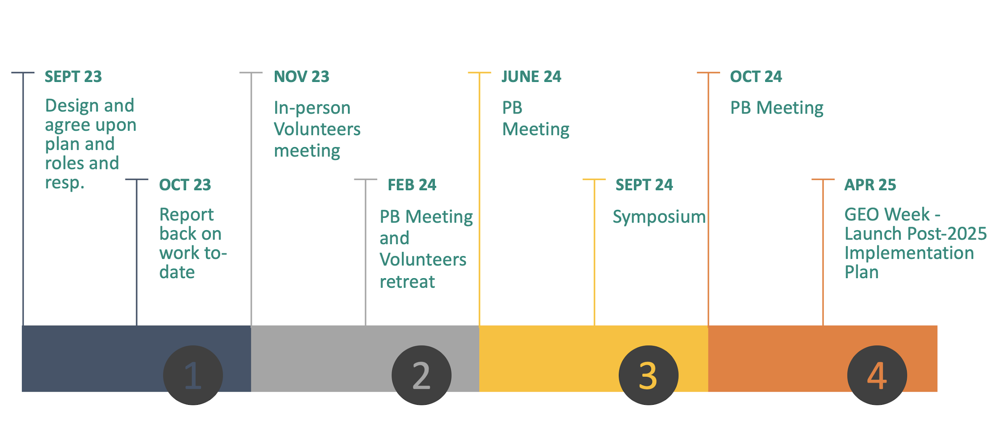 SEPT 23
Design and
agree upon
plan and
roles and
resp.
OCT 23
Report
back on
work to-
date
NOV 23
In-person
Volunteers
meeting
FEB 24
PB Meeting
and
Volunteers
retreat
JUNE 24
PB
Meeting
SEPT 24
Symposium
OCT 24
PB Meeting
APR 25
GEO Week -
Launch Post-2025
Implementation
Plan
1
2
3
4